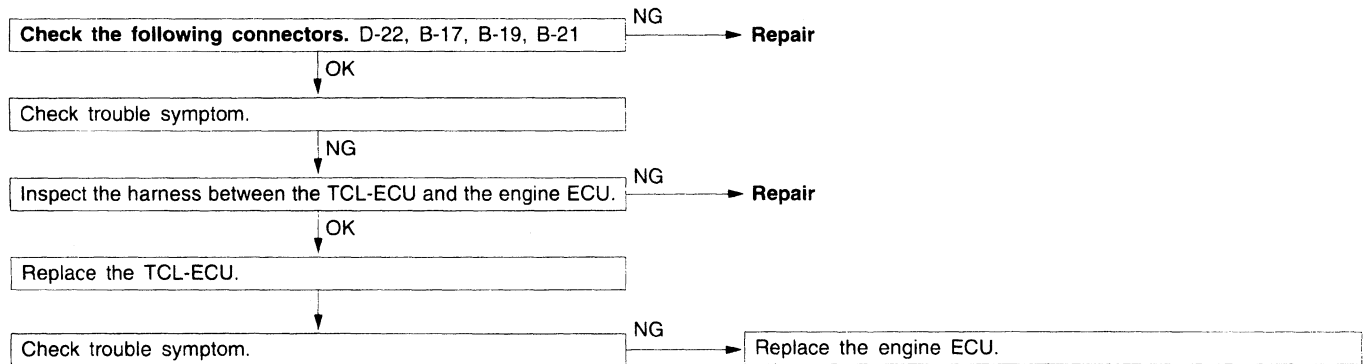 Check the following connectors. D-22, B-17, B-19, B-21
NG
Repair
OK
Check trouble symptom.
NG
Inspect the harness between the TCL-ECU and the engine ECU.
NG
Repair
OK
Replace the TCL-ECU.
Check trouble symptom.
NG
Replace the engine ECU.